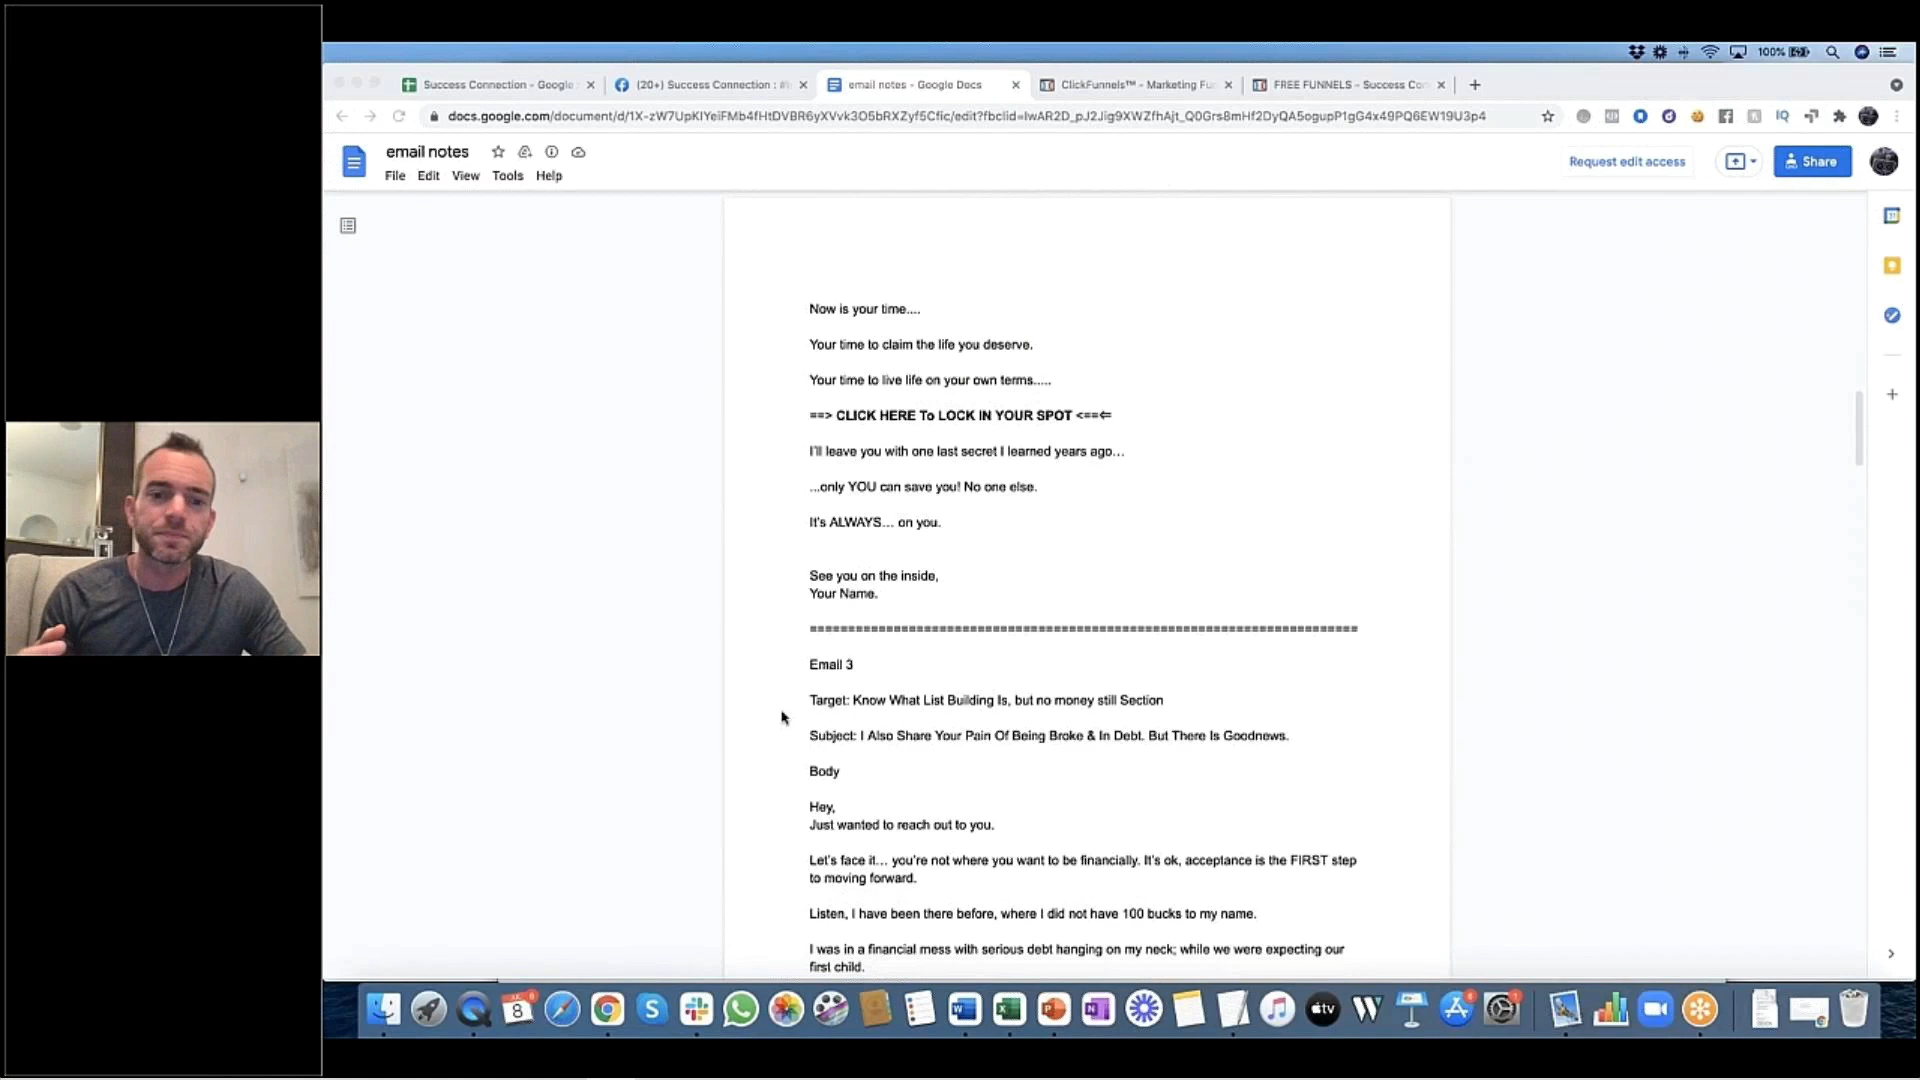 100%
Success Connection - Google
(20+) Success Connection : #
email notes - Google Docs
ClickFunnels™ - Marketing Fun
FREE FUNNELS - Success Con
docs.google.com/document/d/1X-zW7UpKIYeiFMb4fHtDVBR6yXVvk3O5bRXZyf5Cfic/edit?fbclid=IwAR2D_pJ2Jig9XWZfhAjt_Q0Grs8mHf2DyQA5ogupP1gG4x49PQ6EW19U3p4
IQ
email notes
Request edit access
Share
File Edit View Tools Help
Now is your time....
Your time to claim the life you deserve.
Your time to live life on your own terms.....
==> CLICK HERE To LOCK IN YOUR SPOT <==⇐
I'll leave you with one last secret I learned years ago...
...only YOU can save you! No one else.
It's ALWAYS... on you.
See you on the inside,
Your Name.
========================================================================
Email 3
Target: Know What List Building Is, but no money still Section
Subject: I Also Share Your Pain Of Being Broke & In Debt. But There Is Goodnews.
Body
Hey,
Just wanted to reach out to you.
Let's face it... you're not where you want to be financially. It's ok, acceptance is the FIRST step
to moving forward.
Listen, I have been there before, where I did not have 100 bucks to my name.
I was in a financial mess with serious debt hanging on my neck; while we were expecting our
first child.
JUL
8
tv